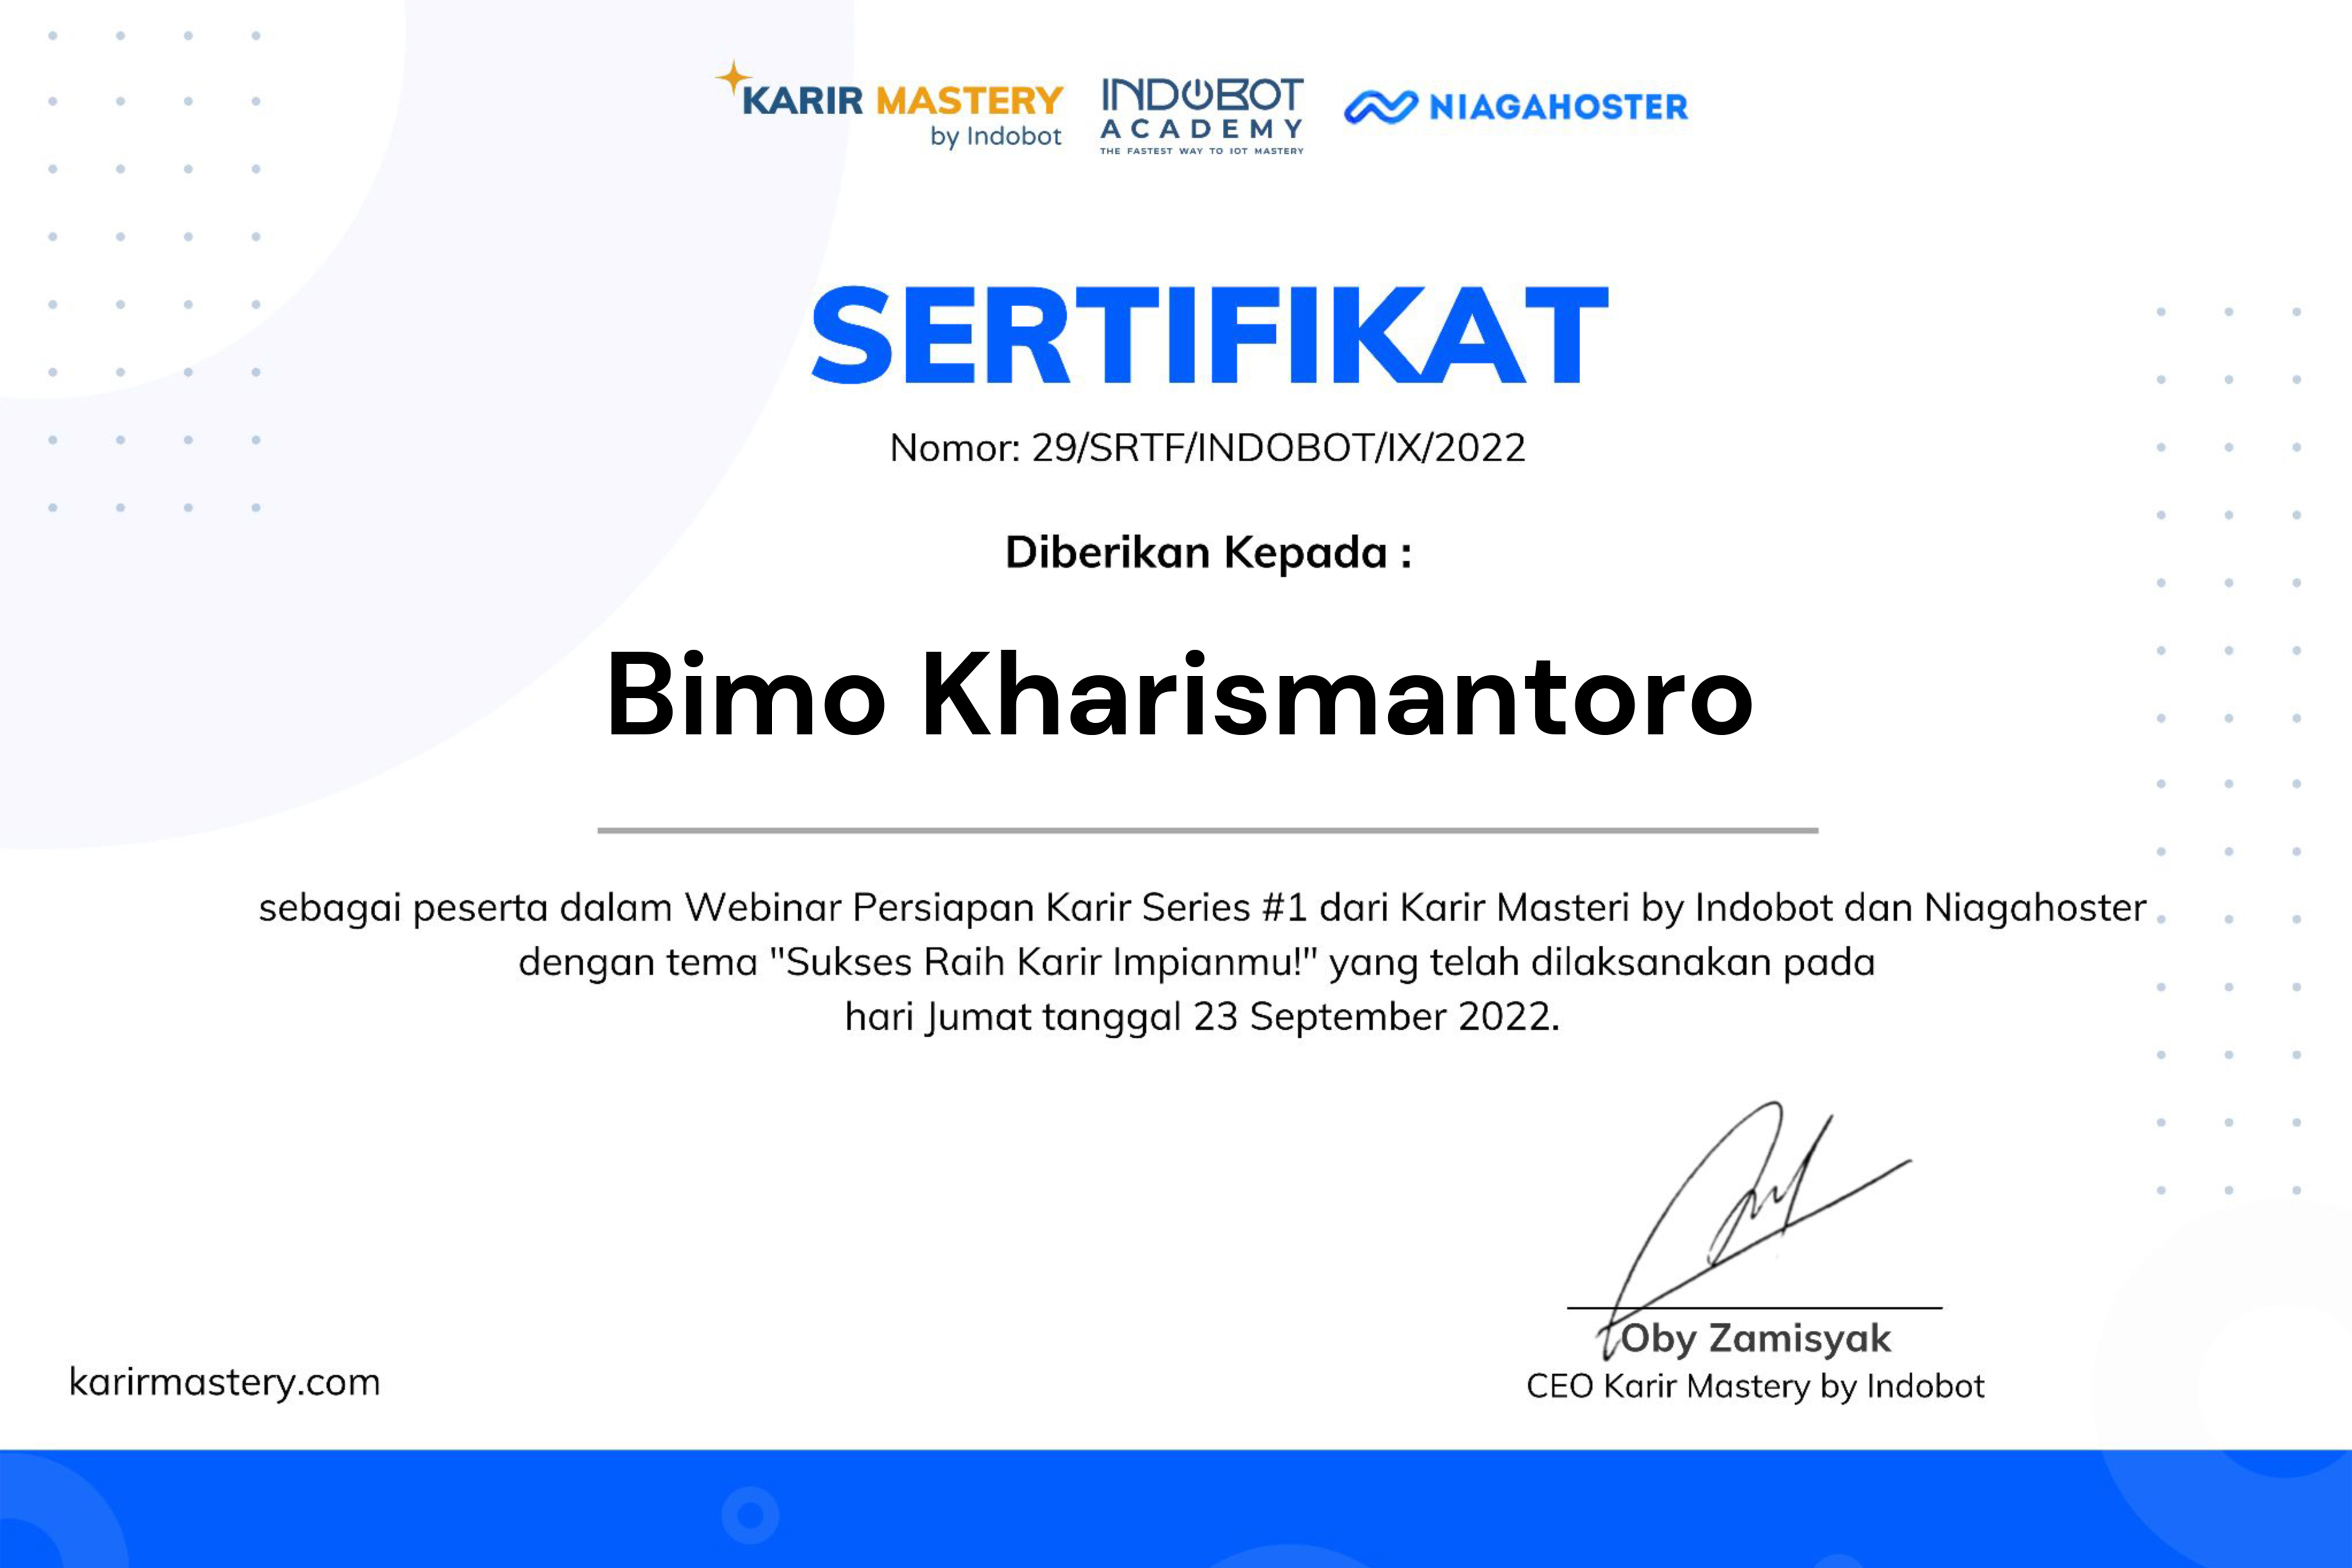 KARIR MASTERY
by Indobot
INDOBOT
ACADEMY
THE FASTEST WAY TO IOT MASTERY
NIAGAHOSTER
SERTIFIKAT
Nomor: 29/SRTF/INDOBOT/IX/2022
Diberikan Kepada :
Bimo Kharismantoro
sebagai peserta dalam Webinar Persiapan Karir Series #1 dari Karir Masteri by Indobot dan Niagahoster
dengan tema "Sukses Raih Karir Impianmu!" yang telah dilaksanakan pada
hari Jumat tanggal 23 September 2022.
Oby Zamisyak
CEO Karir Mastery by Indobot
karirmastery.com